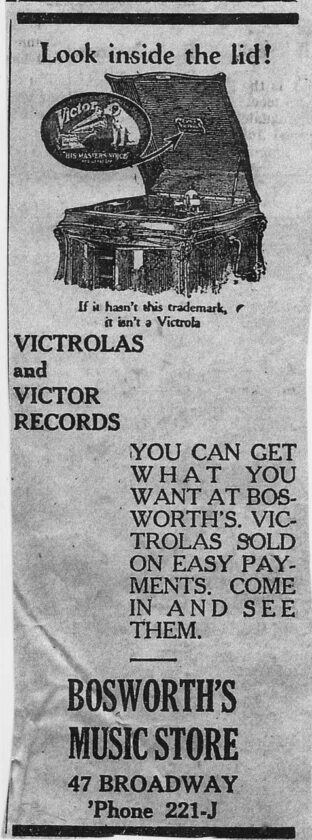 Look inside the lid!
Victor
"HIS MASTER'S VOICE"
If it hasn't this trademark,
it isn't a Victrola
VICTROLAS
and
VICTOR
RECORDS
YOU CAN GET
WHAT YOU
WANT AT BOS-
WORTH'S. VIC-
TROLAS SOLD
ON EASY PAY-
MENTS. COME
IN AND SEE
THEM.
BOSWORTH'S
MUSIC STORE
47 BROADWAY
'Phone 221-J